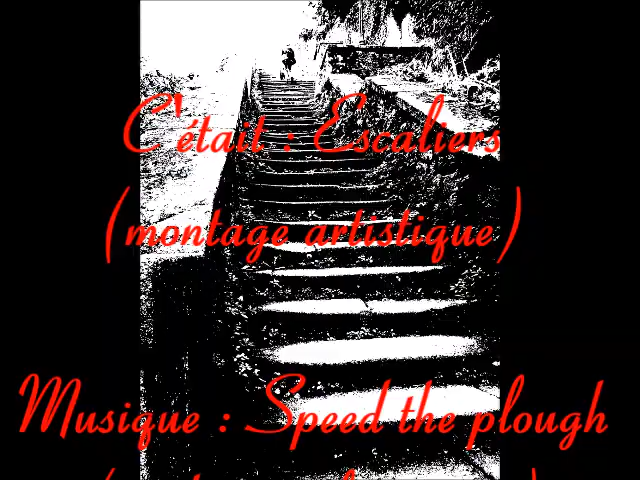 C'était : Escaliers
(montage artistique)
Musique : Speed the plough